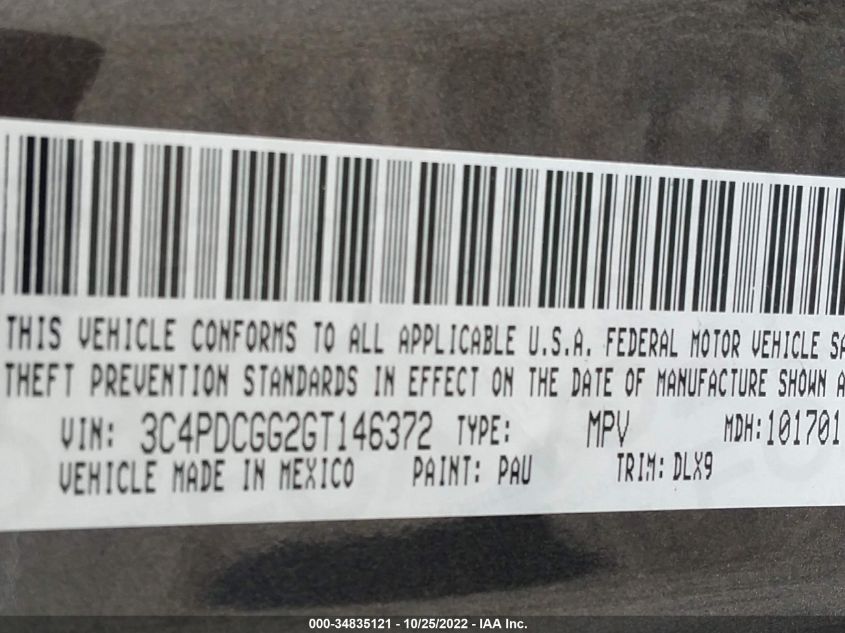 THIS VEHICLE CONFORMS TO ALL APPLICABLE U.S.A. FEDERAL MOTOR VEHICLE SA
THEFT PREVENTION STANDARDS IN EFFECT ON THE DATE OF MANUFACTURE SHOWN A
VIN: 3C4PDCGG2GT146372 TYPE: MPV MDH:101701
VEHICLE MADE IN MEXICO PAINT: PAU TRIM: DLX9
000-34835121 - 10/25/2022 - IAA Inc.